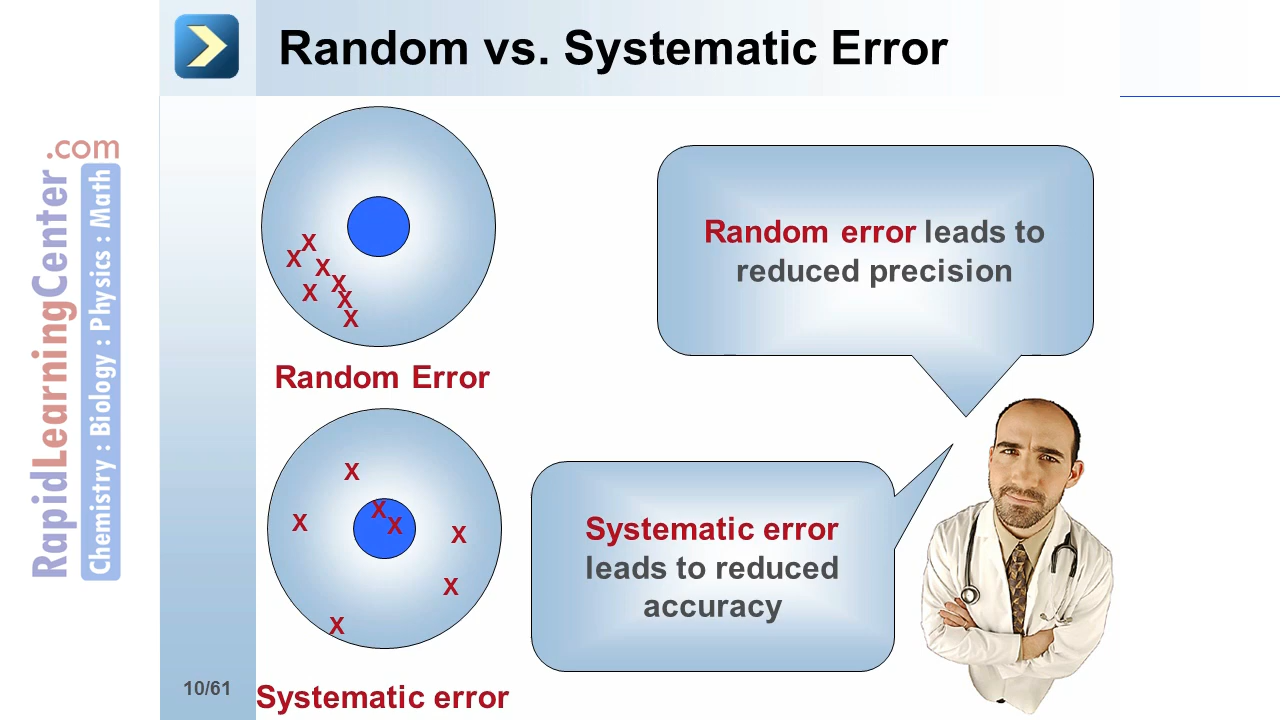 Random vs. Systematic Error
RapidLearningCenter.com
Chemistry : Biology : Physics : Math
X
X
X
X
X
X
X
Random Error
Random error leads to
reduced precision
X
X
X
X
X
X
X
Systematic error
Systematic error
leads to reduced
accuracy
10/61